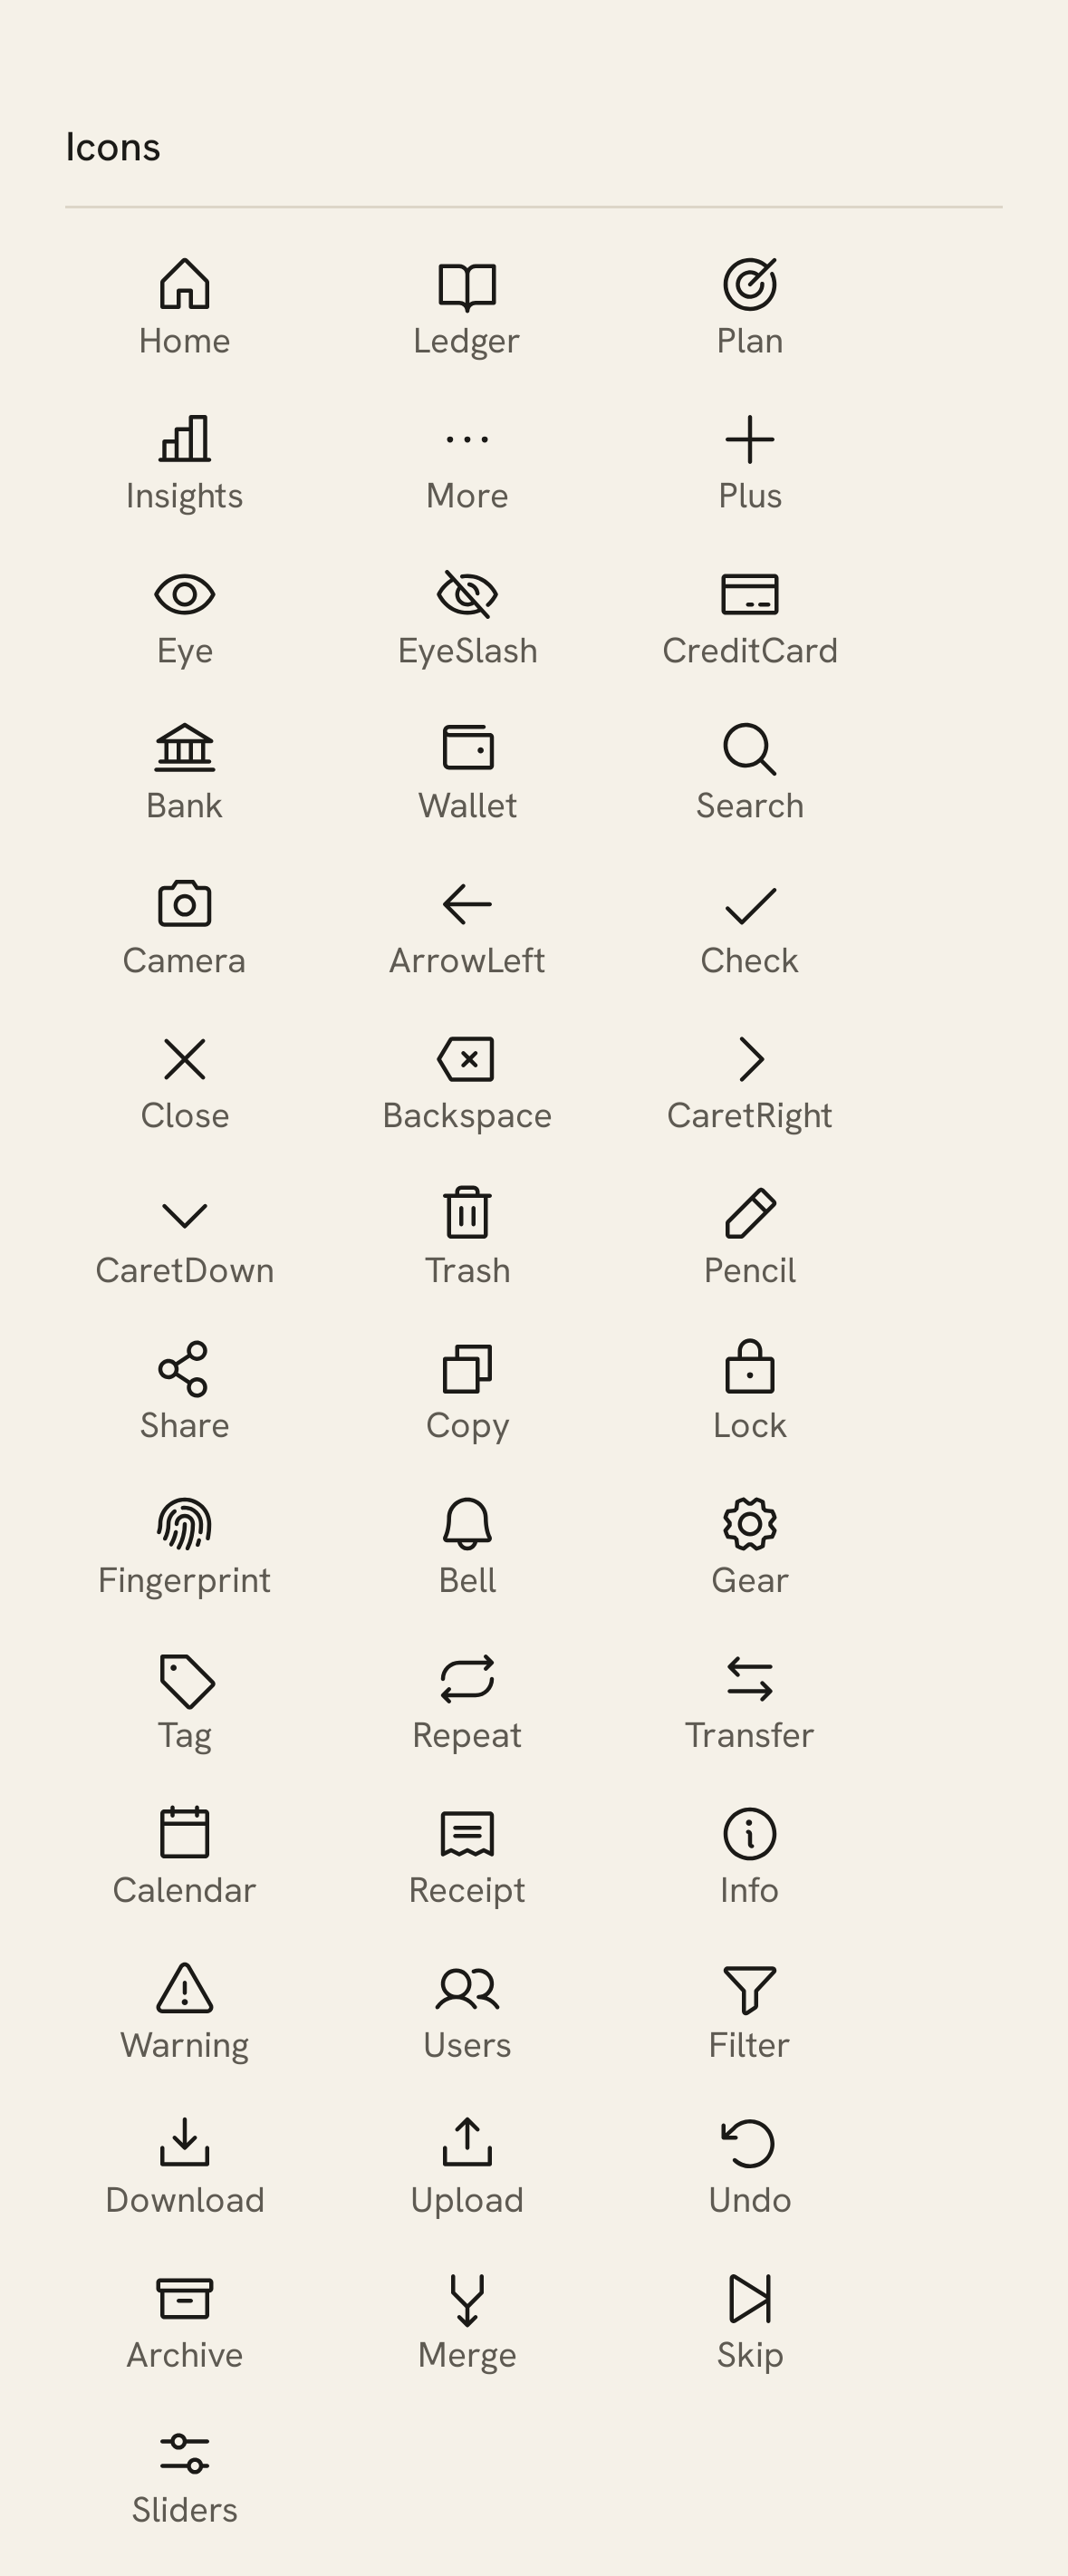 Icons
Home Ledger Plan
Insights More Plus
Eye EyeSlash CreditCard
Bank Wallet Search
Camera ArrowLeft Check
Close Backspace CaretRight
CaretDown Trash Pencil
Share Copy Lock
Fingerprint Bell Gear
Tag Repeat Transfer
Calendar Receipt Info
Warning Users Filter
Download Upload Undo
Archive Merge Skip
Sliders